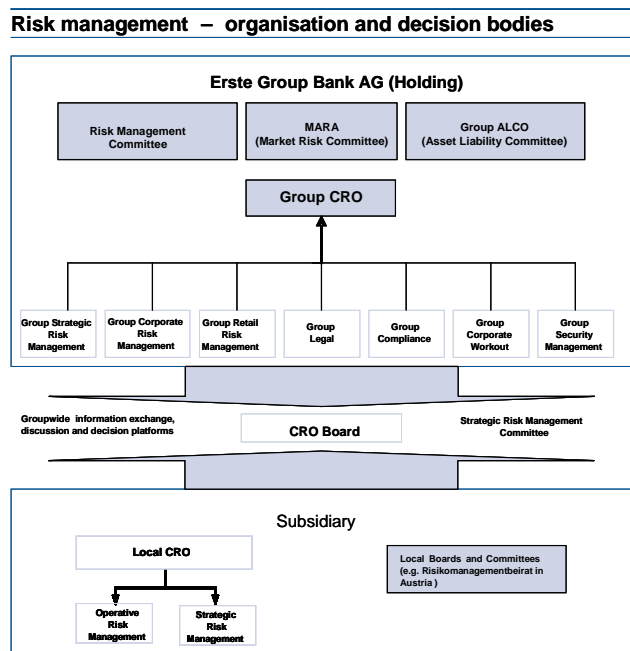 Risk management – organisation and decision bodies
Erste Group Bank AG (Holding)
Risk Management
Committee
MARA
(Market Risk Committee)
Group ALCO
(Asset Liability Committee)
Group CRO
Group Strategic
Risk
Management
Group Corporate
Risk
Management
Group Retail
Risk
Management
Group
Legal
Group
Compliance
Group
Corporate
Workout
Group
Security
Management
Groupwide information exchange,
discussion and decision platforms
CRO Board
Strategic Risk Management
Committee
Subsidiary
Local CRO
Operative
Risk
Management
Strategic
Risk
Management
Local Boards and Committees
(e.g. Risikomanagementbeirat in
Austria )